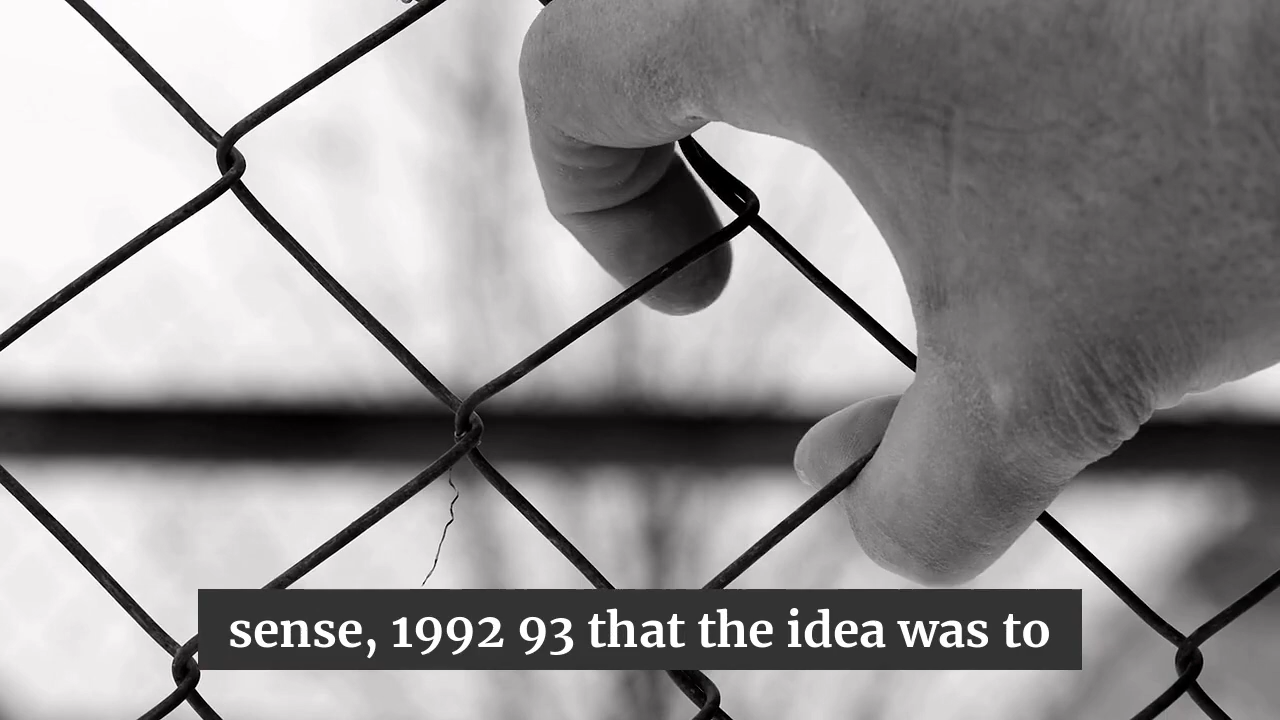 sense, 1992 93 that the idea was to